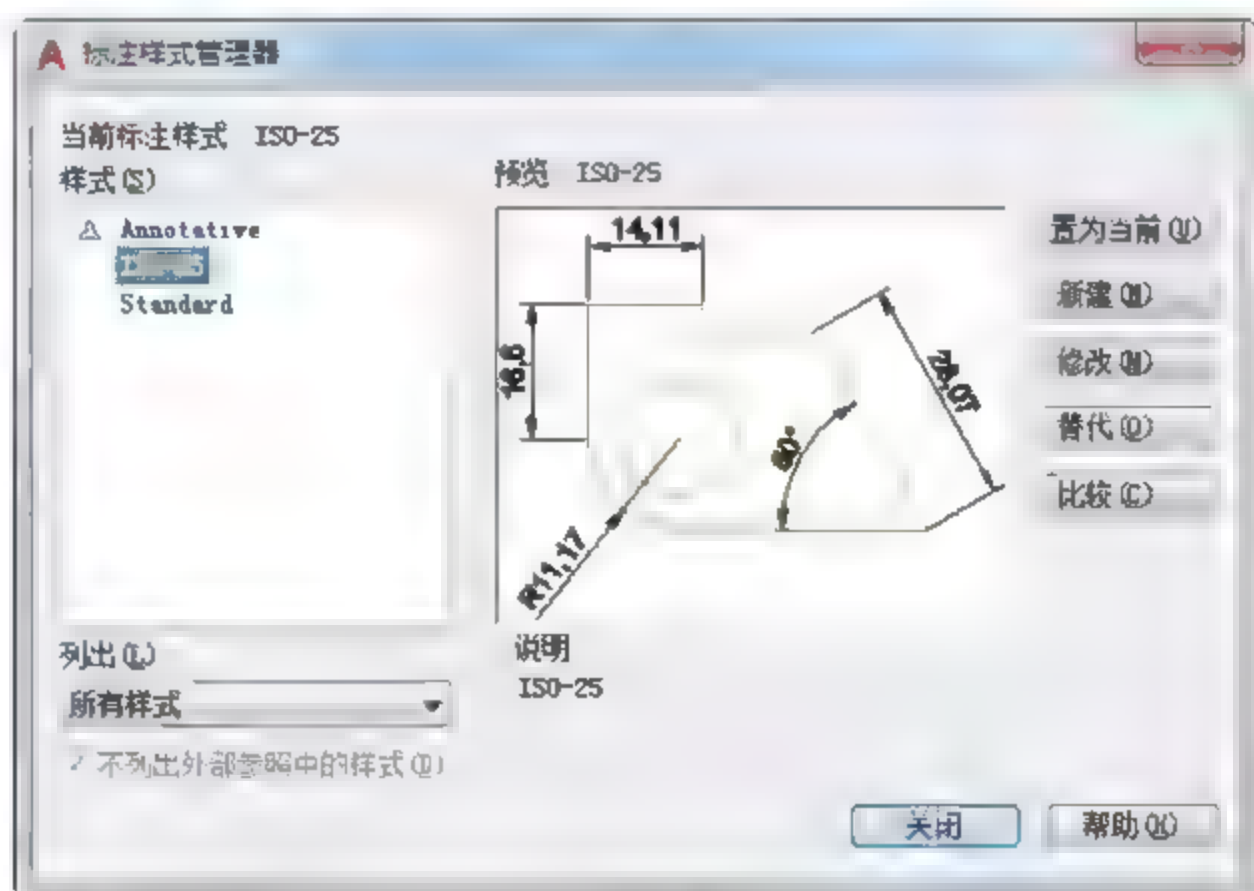 标注样式管理器
当前标注样式 ISO-25
样式(S)
Annotative
Standard
预览 ISO-25
14,11
16,6
28,07
60°
R11,17
置为当前(U)
新建(N)
修改(M)
替代(O)
比较(C)
列出(L)
所有样式
不列出外部参照中的样式(D)
说明
ISO-25
关闭
帮助(H)